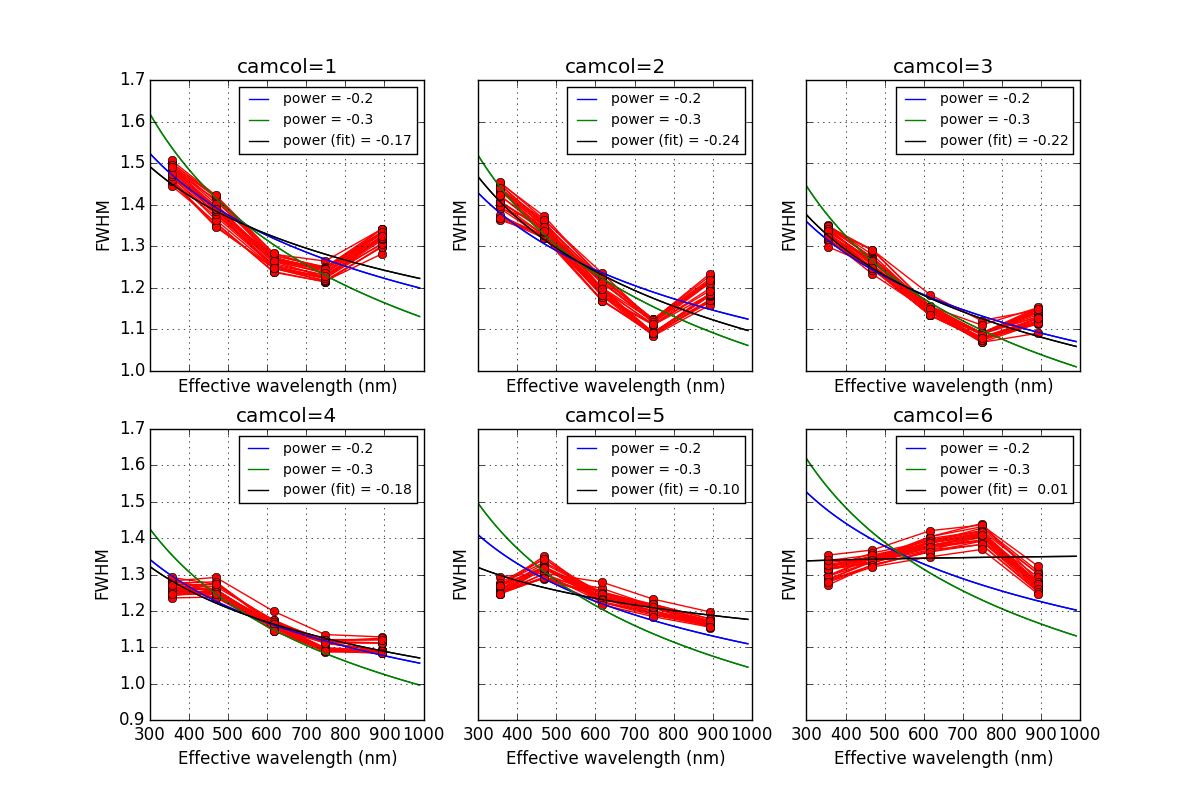 camcol=1
1.7
1.6
1.5
1.4
1.3
1.2
1.1
1.0
FWHM
power = -0.2
power = -0.3
power (fit) = -0.17
Effective wavelength (nm)
camcol=2
FWHM
power = -0.2
power = -0.3
power (fit) = -0.24
Effective wavelength (nm)
camcol=3
FWHM
power = -0.2
power = -0.3
power (fit) = -0.22
Effective wavelength (nm)
camcol=4
1.7
1.6
1.5
1.4
1.3
1.2
1.1
1.0
0.9
FWHM
power = -0.2
power = -0.3
power (fit) = -0.18
300 400 500 600 700 800 900 1000
Effective wavelength (nm)
camcol=5
FWHM
power = -0.2
power = -0.3
power (fit) = -0.10
300 400 500 600 700 800 900 1000
Effective wavelength (nm)
camcol=6
FWHM
power = -0.2
power = -0.3
power (fit) =  0.01
300 400 500 600 700 800 900 1000
Effective wavelength (nm)